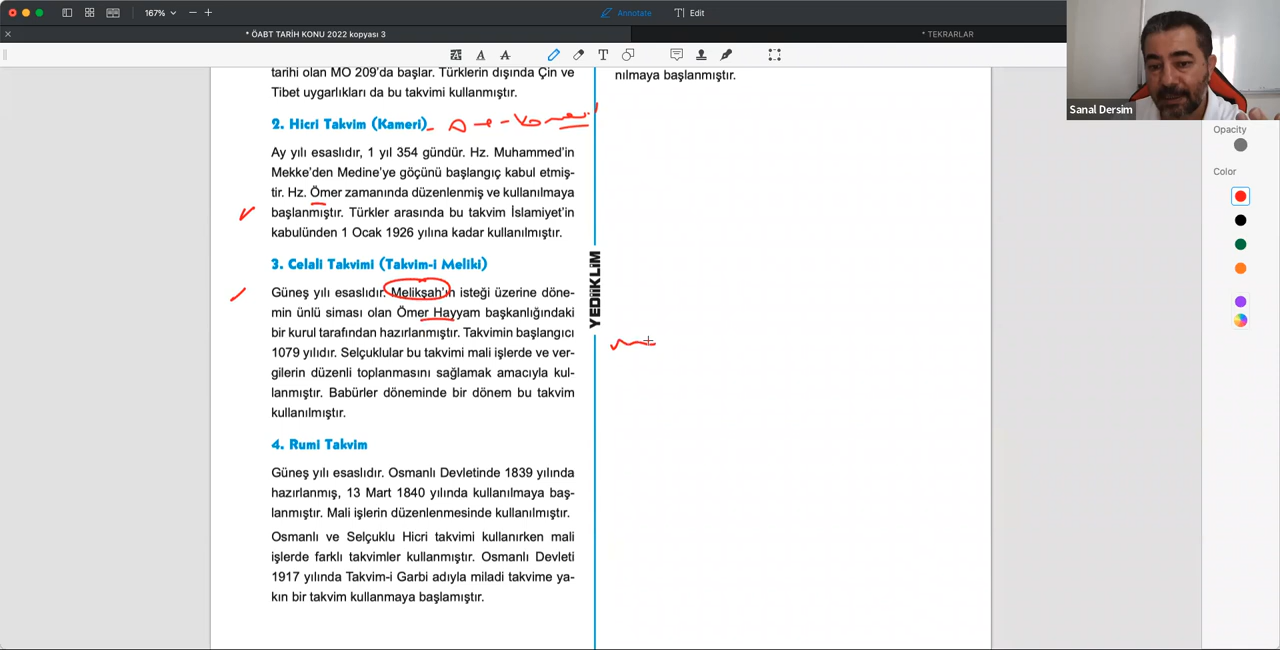 167%
Annotate
Edit
* ÖABT TARİH KONU 2022 kopyası 3
* TEKRARLAR
Sanal Dersim
Opacity
Color
tarihi olan MO 209'da başlar. Türklerin dışında Çin ve
Tibet uygarlıkları da bu takvimi kullanmıştır.
2. Hicri Takvim (Kameri)
Ay yılı esaslıdır, 1 yıl 354 gündür. Hz. Muhammed'in
Mekke'den Medine'ye göçünü başlangıç kabul etmiş-
tir. Hz. Ömer zamanında düzenlenmiş ve kullanılmaya
başlanmıştır. Türkler arasında bu takvim İslamiyet'in
kabulünden 1 Ocak 1926 yılına kadar kullanılmıştır.
3. Celali Takvimi (Takvim-i Meliki)
Güneş yılı esaslıdır. Melikşah'ın isteği üzerine döne-
min ünlü siması olan Ömer Hayyam başkanlığındaki
bir kurul tarafından hazırlanmıştır. Takvimin başlangıcı
1079 yılıdır. Selçuklular bu takvimi mali işlerde ve ver-
gilerin düzenli toplanmasını sağlamak amacıyla kul-
lanmıştır. Babürler döneminde bir dönem bu takvim
kullanılmıştır.
4. Rumi Takvim
Güneş yılı esaslıdır. Osmanlı Devletinde 1839 yılında
hazırlanmış, 13 Mart 1840 yılında kullanılmaya baş-
lanmıştır. Mali işlerin düzenlenmesinde kullanılmıştır.
Osmanlı ve Selçuklu Hicri takvimi kullanırken mali
işlerde farklı takvimler kullanmıştır. Osmanlı Devleti
1917 yılında Takvim-i Garbi adıyla miladi takvime ya-
kın bir takvim kullanmaya başlamıştır.
YEDİİKLİM
nılmaya başlanmıştır.